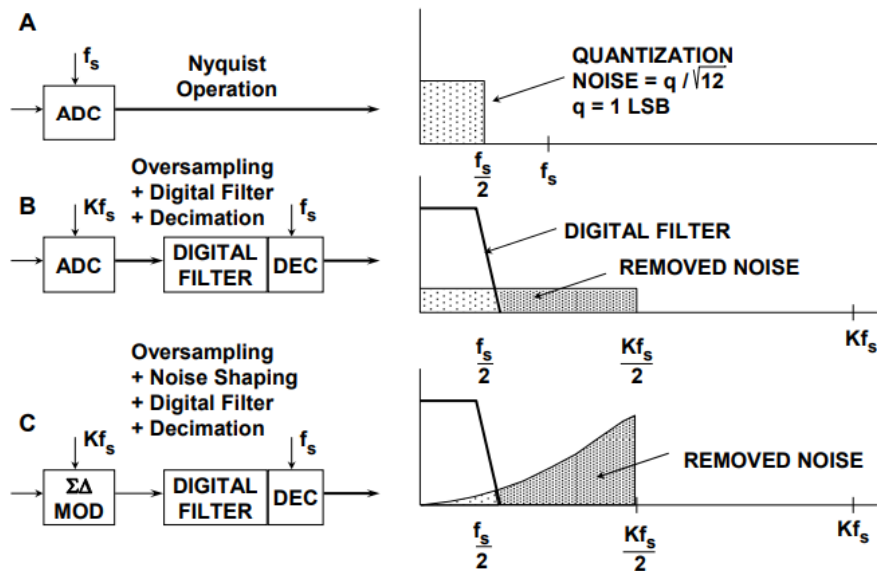 A
fs
ADC
Nyquist
Operation
QUANTIZATION
NOISE = q / √12
q = 1 LSB
fs
2
fs
B
Oversampling
+ Digital Filter
+ Decimation
Kfs
fs
ADC
DIGITAL
FILTER
DEC
DIGITAL FILTER
REMOVED NOISE
fs
2
Kfs
2
Kfs
C
Oversampling
+ Noise Shaping
+ Digital Filter
+ Decimation
Kfs
fs
ΣΔ
MOD
DIGITAL
FILTER
DEC
REMOVED NOISE
fs
2
Kfs
2
Kfs